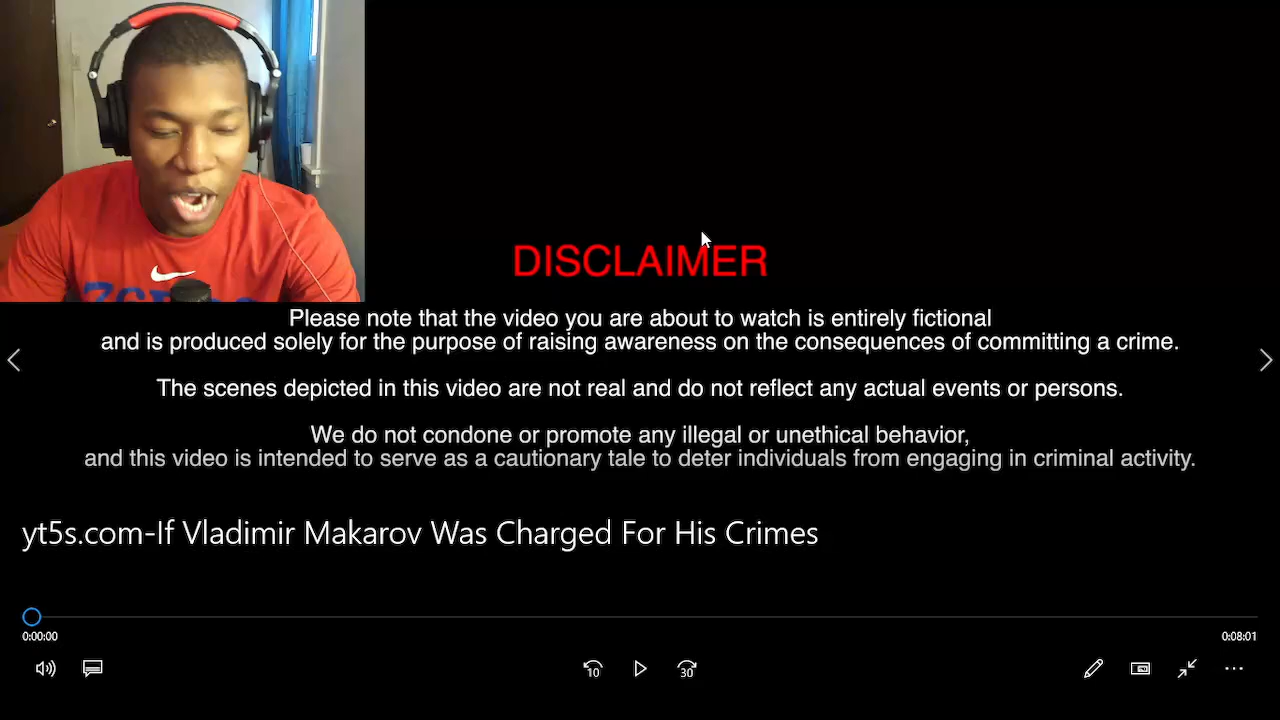 DISCLAIMER
Please note that the video you are about to watch is entirely fictional
and is produced solely for the purpose of raising awareness on the consequences of committing a crime.
The scenes depicted in this video are not real and do not reflect any actual events or persons.
We do not condone or promote any illegal or unethical behavior,
and this video is intended to serve as a cautionary tale to deter individuals from engaging in criminal activity.
yt5s.com-If Vladimir Makarov Was Charged For His Crimes
0:00:00
0:08:01
10
30